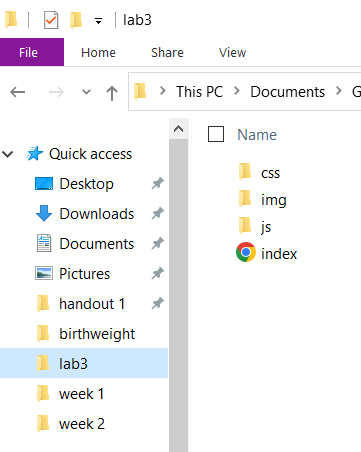 lab3
File Home Share View
This PC > Documents > G
Name
Quick access
Desktop
Downloads
Documents
Pictures
handout 1
birthweight
lab3
week 1
week 2
css
img
js
index